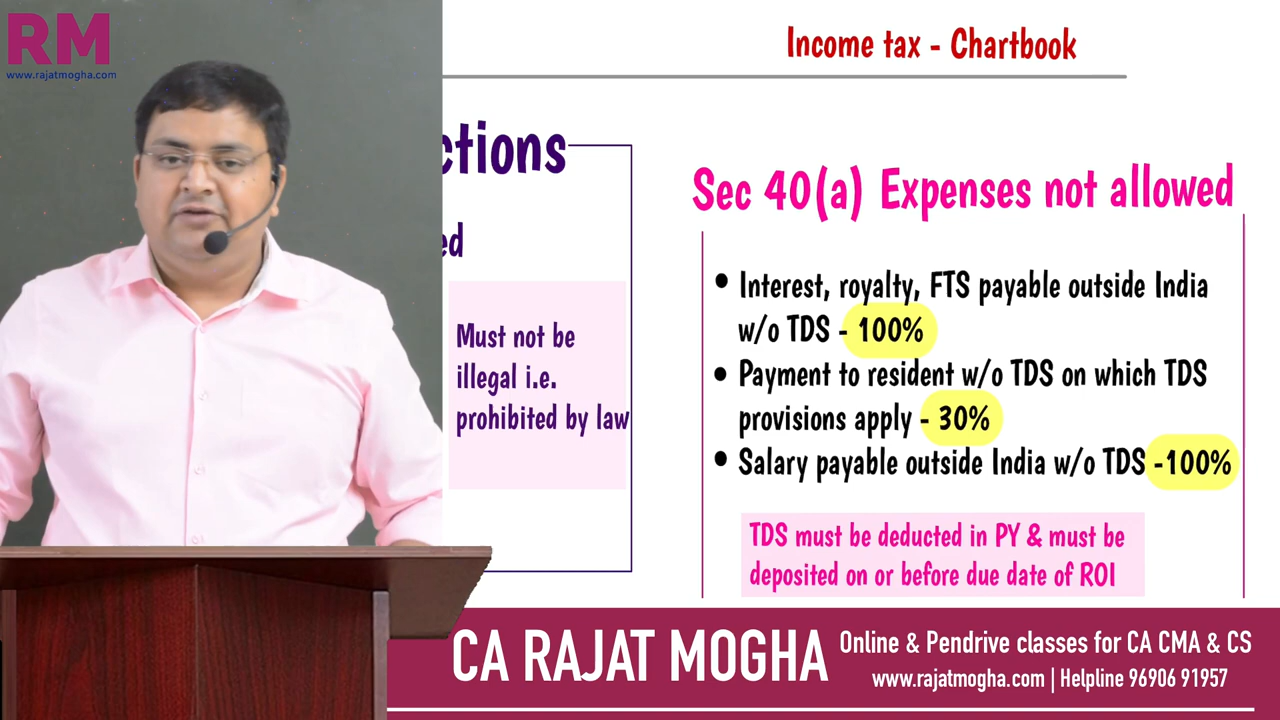 RM
www.rajatmogha.com
Income tax - Chartbook
Must not be
illegal i.e.
prohibited by law
Sec 40(a) Expenses not allowed
• Interest, royalty, FTS payable outside India
w/o TDS - 100%
• Payment to resident w/o TDS on which TDS
provisions apply - 30%
• Salary payable outside India w/o TDS -100%
TDS must be deducted in PY & must be
deposited on or before due date of ROI
CA RAJAT MOGHA
Online & Pendrive classes for CA CMA & CS
www.rajatmogha.com | Helpline 96906 91957